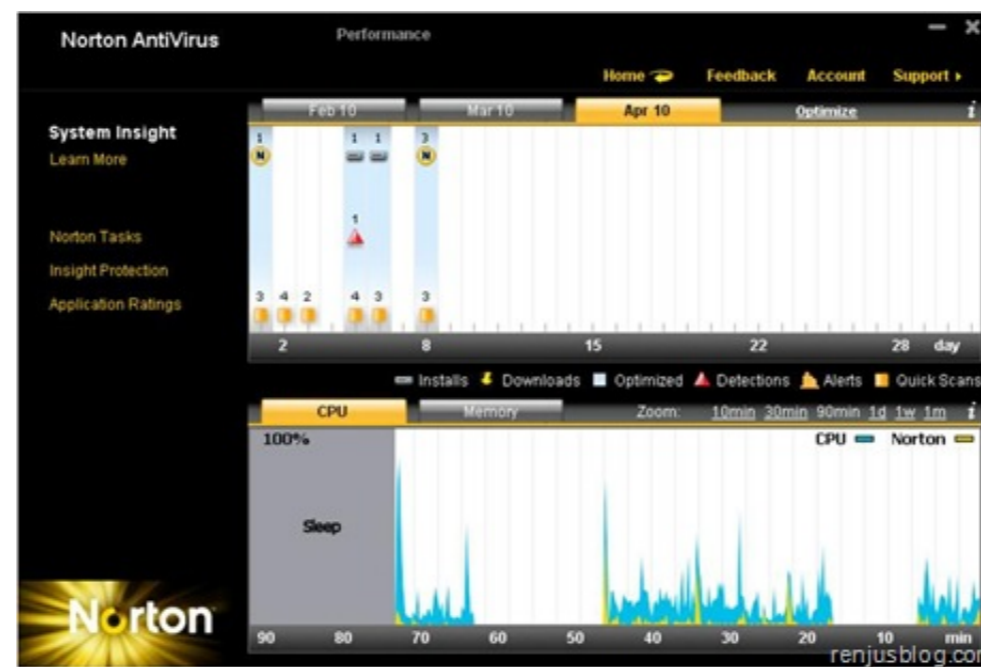 Norton AntiVirus
Performance
Home
Feedback
Account
Support
Feb 10
Mar 10
Apr 10
Optimize
i
System Insight
Learn More
Norton Tasks
Insight Protection
Application Ratings
1 1 1 3
N N
1
3 4 2 4 3 3
2 8 15 22 28 day
Installs Downloads Optimized Detections Alerts Quick Scans
CPU Memory Zoom: 10min 30min 90min 1d 1w 1m i
100% CPU Norton
Sleep
Norton
90 80 70 60 50 40 30 20 10 min
renjusblog.com